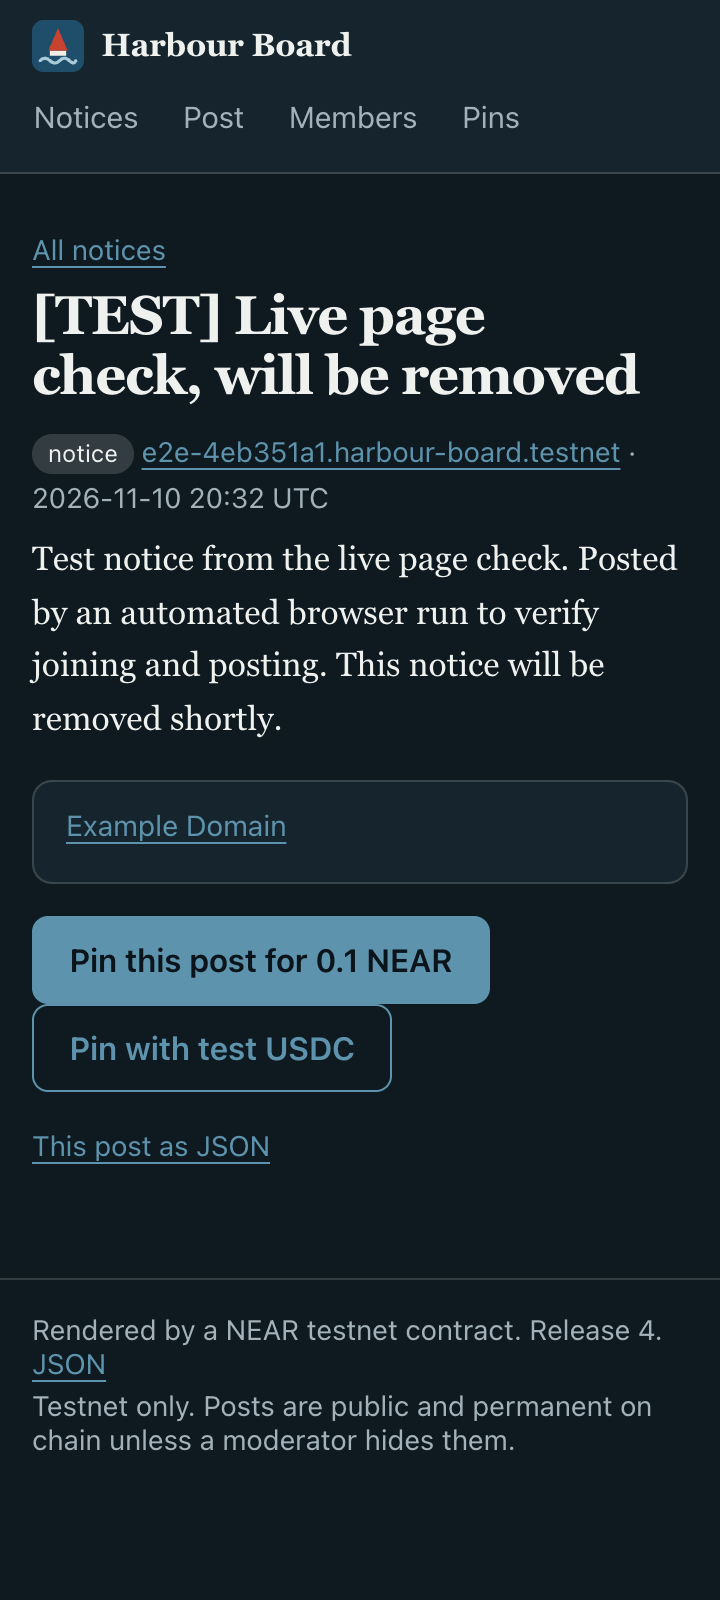 Harbour Board
Notices Post Members Pins
All notices
[TEST] Live page
check, will be removed
notice e2e-4eb351a1.harbour-board.testnet ·
2026-11-10 20:32 UTC
Test notice from the live page check. Posted
by an automated browser run to verify
joining and posting. This notice will be
removed shortly.
Example Domain
Pin this post for 0.1 NEAR
Pin with test USDC
This post as JSON
Rendered by a NEAR testnet contract. Release 4.
JSON
Testnet only. Posts are public and permanent on
chain unless a moderator hides them.